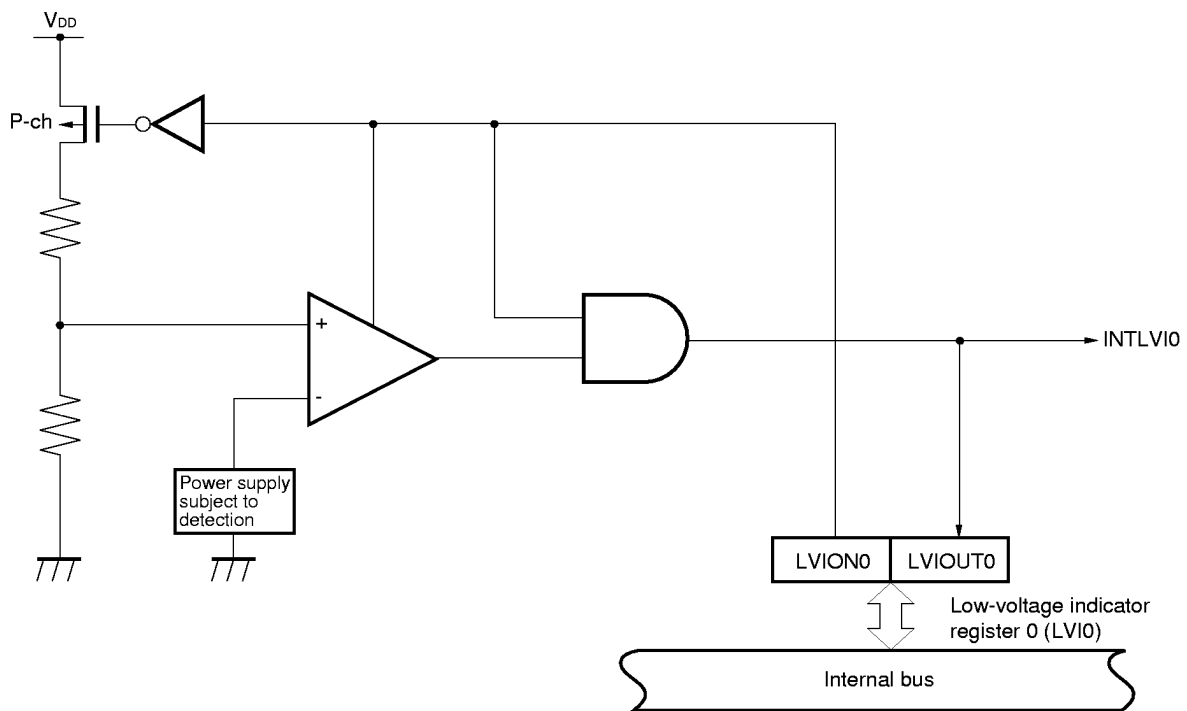 VDD
P-ch
+
-
INTLVI0
Power supply
subject to
detection
LVION0
LVIOUT0
Low-voltage indicator
register 0 (LVI0)
Internal bus